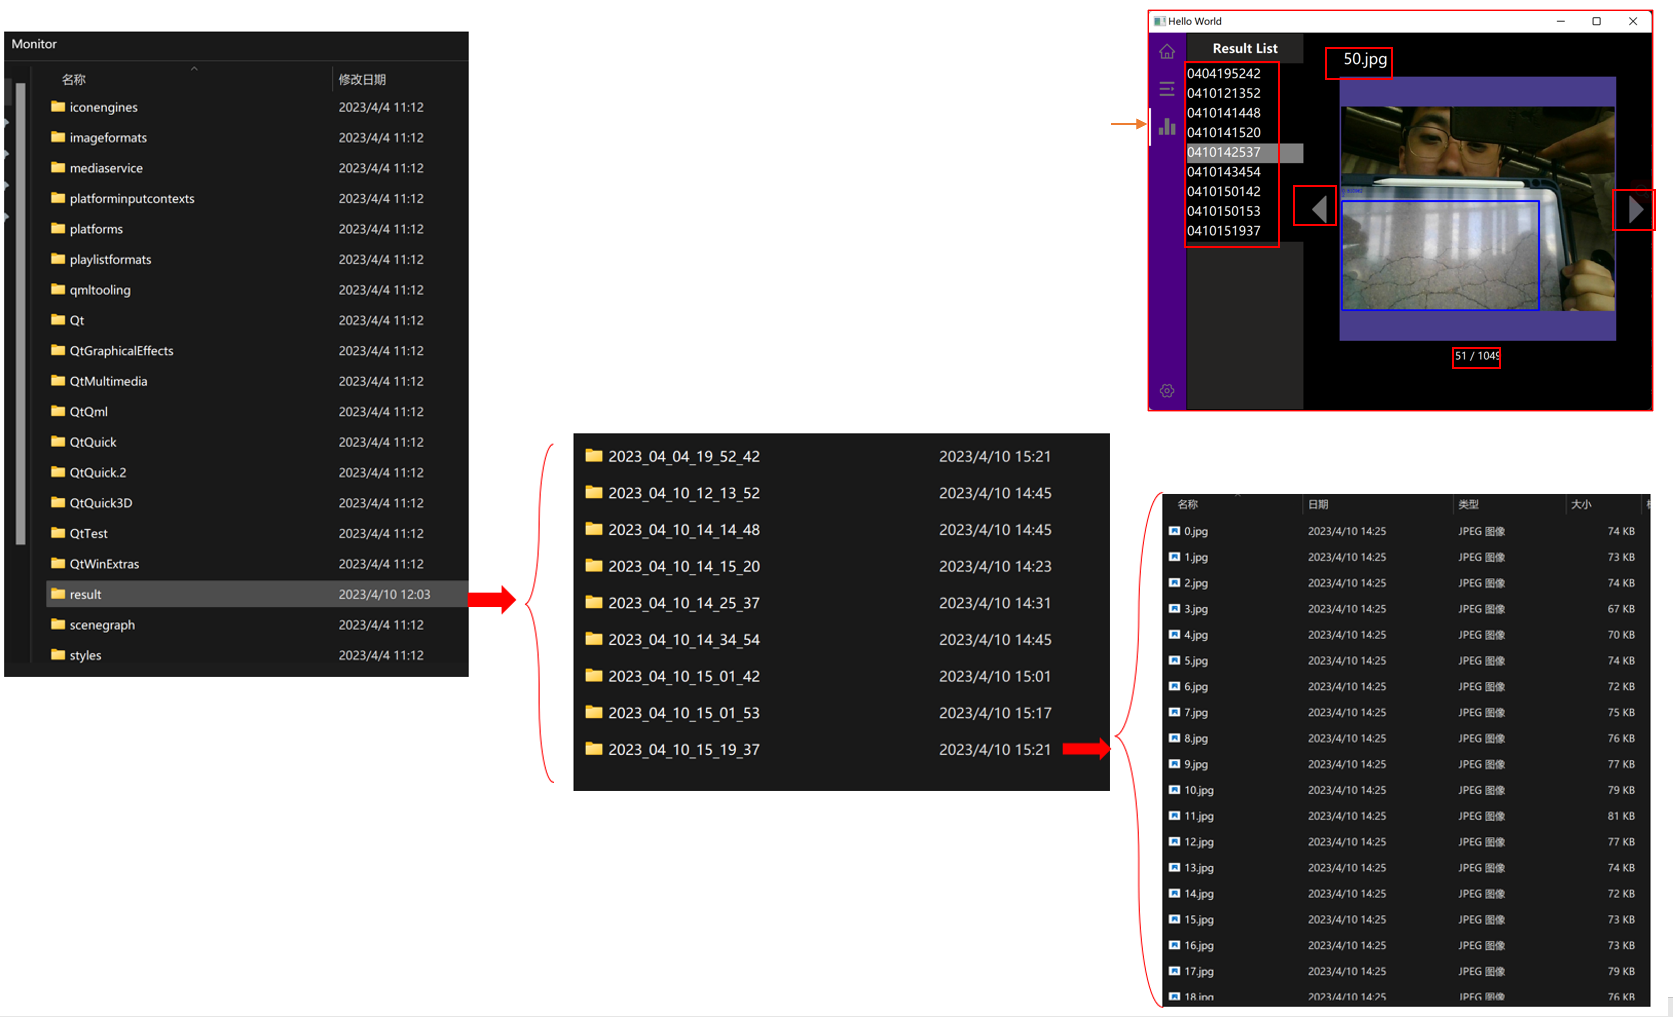 Monitor
名称 修改日期
iconengines 2023/4/4 11:12
imageformats 2023/4/4 11:12
mediaservice 2023/4/4 11:12
platforminputcontexts 2023/4/4 11:12
platforms 2023/4/4 11:12
playlistformats 2023/4/4 11:12
qmltooling 2023/4/4 11:12
Qt 2023/4/4 11:12
QtGraphicalEffects 2023/4/4 11:12
QtMultimedia 2023/4/4 11:12
QtQml 2023/4/4 11:12
QtQuick 2023/4/4 11:12
QtQuick.2 2023/4/4 11:12
QtQuick3D 2023/4/4 11:12
QtTest 2023/4/4 11:12
QtWinExtras 2023/4/4 11:12
result 2023/4/10 12:03
scenegraph 2023/4/4 11:12
styles 2023/4/4 11:12
2023_04_04_19_52_42 2023/4/10 15:21
2023_04_10_12_13_52 2023/4/10 14:45
2023_04_10_14_14_48 2023/4/10 14:45
2023_04_10_14_15_20 2023/4/10 14:23
2023_04_10_14_25_37 2023/4/10 14:31
2023_04_10_14_34_54 2023/4/10 14:45
2023_04_10_15_01_42 2023/4/10 15:01
2023_04_10_15_01_53 2023/4/10 15:17
2023_04_10_15_19_37 2023/4/10 15:21
Hello World
Result List
0404195242
0410121352
0410141448
0410141520
0410142537
0410143454
0410150142
0410150153
0410151937
50.jpg
51 / 1049
名称 日期 类型 大小
0.jpg 2023/4/10 14:25 JPEG 图像 74 KB
1.jpg 2023/4/10 14:25 JPEG 图像 73 KB
2.jpg 2023/4/10 14:25 JPEG 图像 74 KB
3.jpg 2023/4/10 14:25 JPEG 图像 67 KB
4.jpg 2023/4/10 14:25 JPEG 图像 70 KB
5.jpg 2023/4/10 14:25 JPEG 图像 74 KB
6.jpg 2023/4/10 14:25 JPEG 图像 72 KB
7.jpg 2023/4/10 14:25 JPEG 图像 75 KB
8.jpg 2023/4/10 14:25 JPEG 图像 76 KB
9.jpg 2023/4/10 14:25 JPEG 图像 77 KB
10.jpg 2023/4/10 14:25 JPEG 图像 79 KB
11.jpg 2023/4/10 14:25 JPEG 图像 81 KB
12.jpg 2023/4/10 14:25 JPEG 图像 77 KB
13.jpg 2023/4/10 14:25 JPEG 图像 74 KB
14.jpg 2023/4/10 14:25 JPEG 图像 72 KB
15.jpg 2023/4/10 14:25 JPEG 图像 73 KB
16.jpg 2023/4/10 14:25 JPEG 图像 73 KB
17.jpg 2023/4/10 14:25 JPEG 图像 79 KB
18.jpg 2023/4/10 14:25 JPEG 图像 76 KB